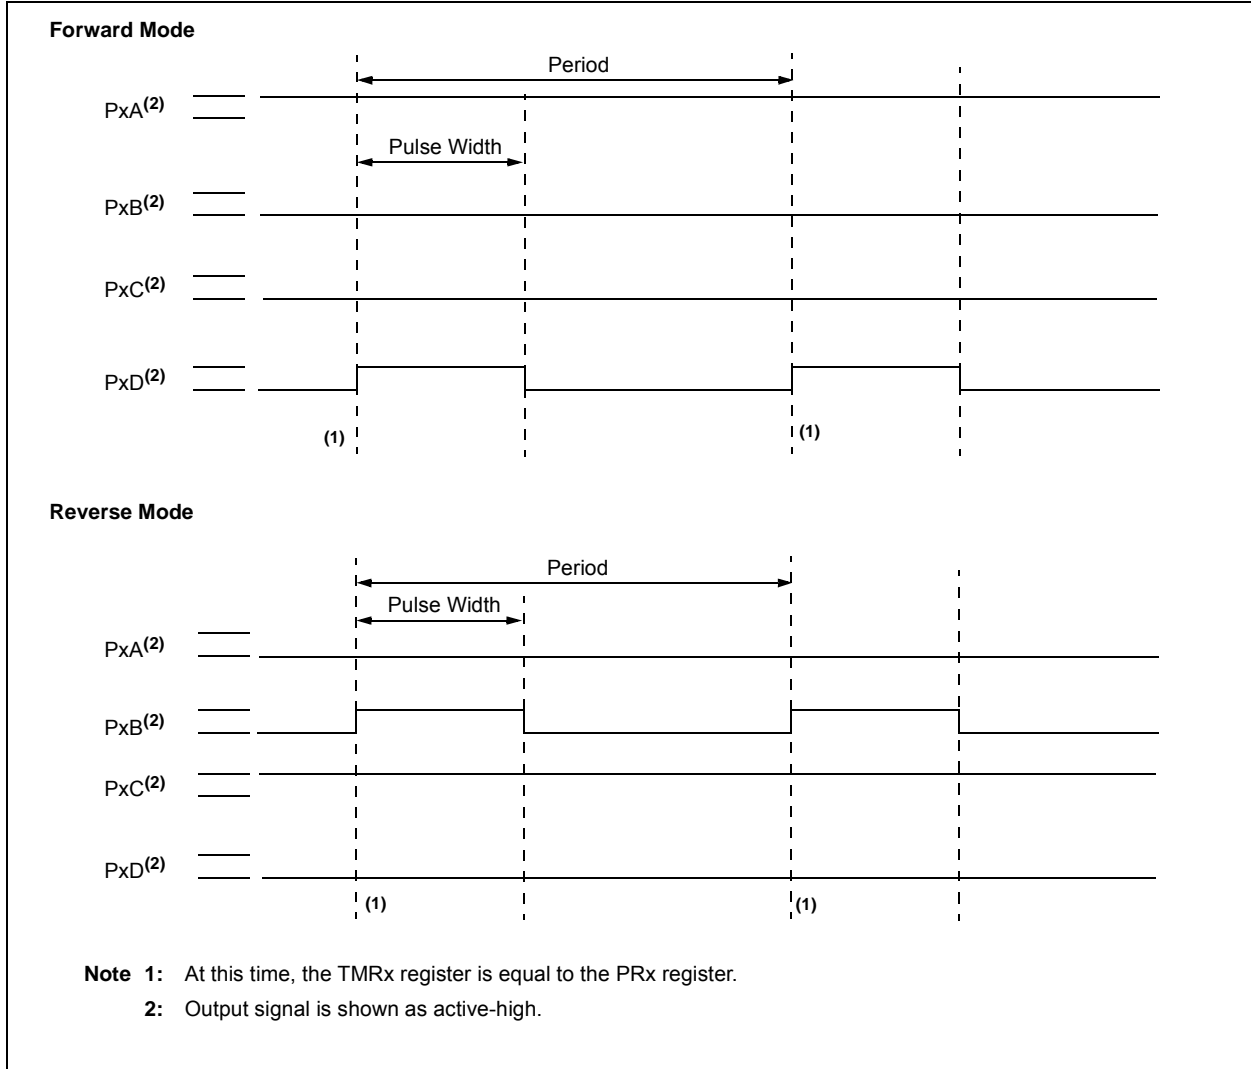 Forward Mode
Period
PxA(2)
Pulse Width
PxB(2)
PxC(2)
PxD(2)
(1)
(1)
Reverse Mode
Period
Pulse Width
PxA(2)
PxB(2)
PxC(2)
PxD(2)
(1)
(1)
Note 1: At this time, the TMRx register is equal to the PRx register.
2: Output signal is shown as active-high.